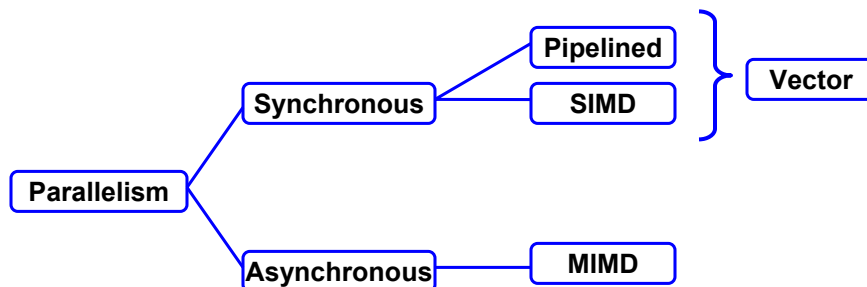 Pipelined
Vector
Synchronous
SIMD
Parallelism
Asynchronous
MIMD